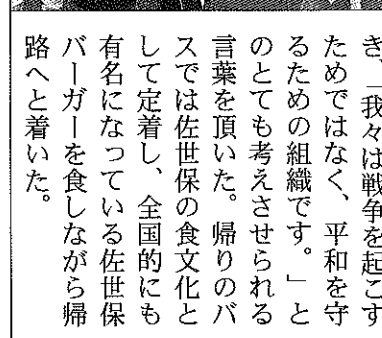 き、「我々は戦争を起こす
ためではなく、平和を守
るための組織です。」と
のとても考えさせられる
言葉を頂いた。帰りのバ
スでは佐世保の食文化と
して定着し、全国的にも
有名になっている佐世保
バーガーを食しながら帰
路へと着いた。